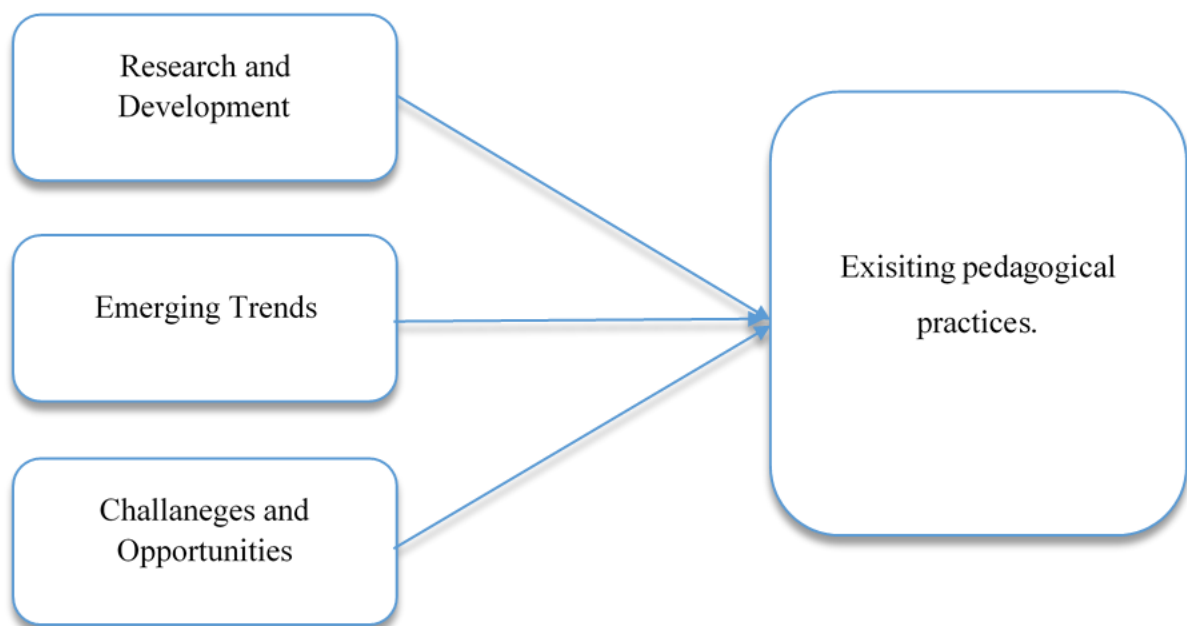 Research and
Development
Emerging Trends
Challaneges and
Opportunities
Exisiting pedagogical
practices.